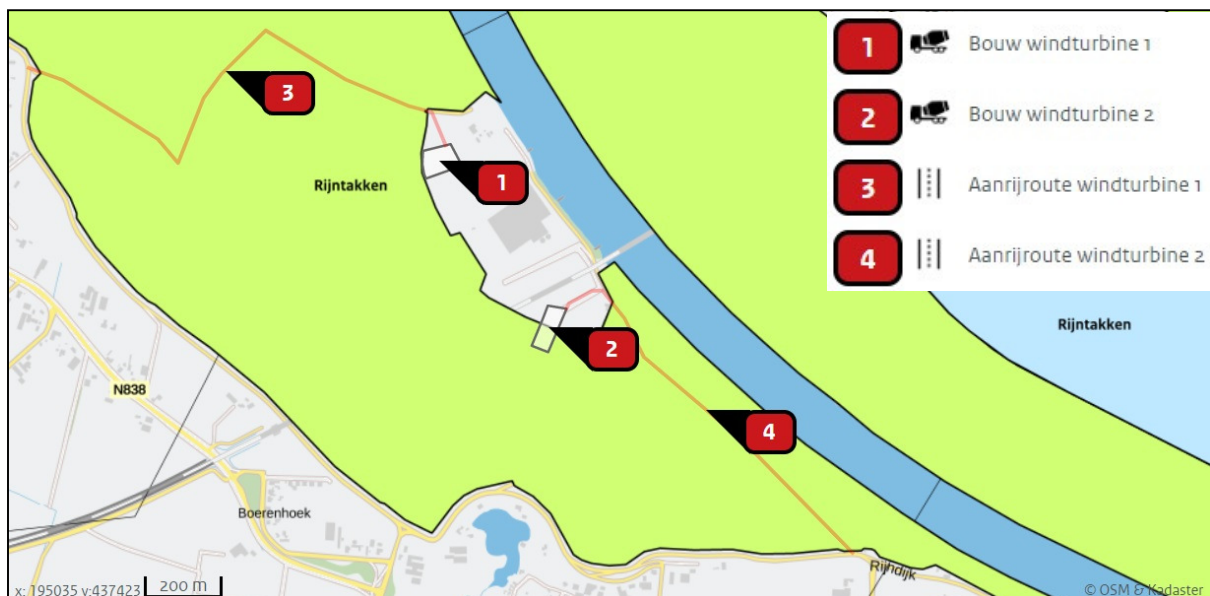 1 Bouw windturbine 1
2 Bouw windturbine 2
3 Aanrijroute windturbine 1
4 Aanrijroute windturbine 2
3
Rijntakken
1
Rijntakken
2
N838
4
Boerenhoek
Rijndijk
x: 195035 y:437423 200 m
© OSM & Kadaster